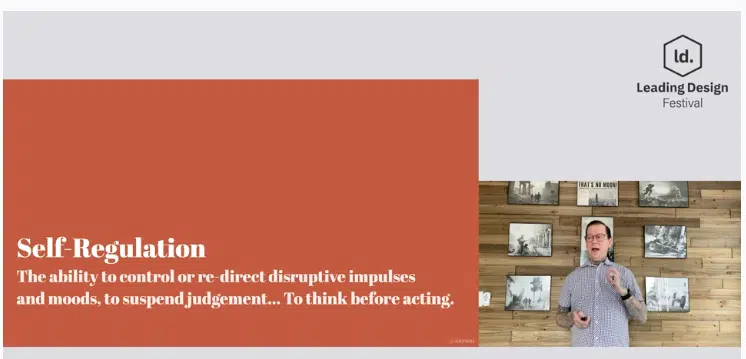 ld.
Leading Design
Festival
THAT'S NO MOON!
Self-Regulation
The ability to control or re-direct disruptive impulses
and moods, to suspend judgement... To think before acting.